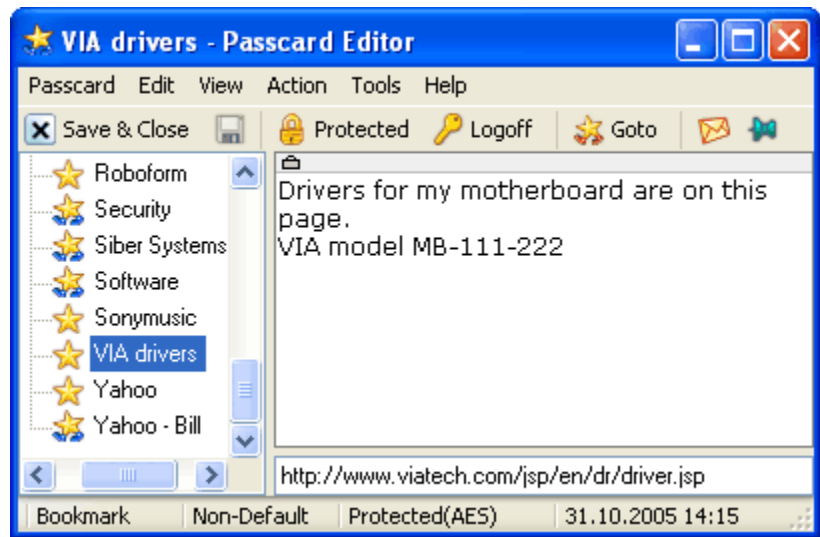 VIA drivers - Passcard Editor
Passcard Edit View Action Tools Help
Save & Close Protected Logoff Goto
Roboform
Security
Siber Systems
Software
Sonymusic
VIA drivers
Yahoo
Yahoo - Bill
Drivers for my motherboard are on this
page.
VIA model MB-111-222
http://www.viatech.com/jsp/en/dr/driver.jsp
Bookmark Non-Default Protected(AES) 31.10.2005 14:15